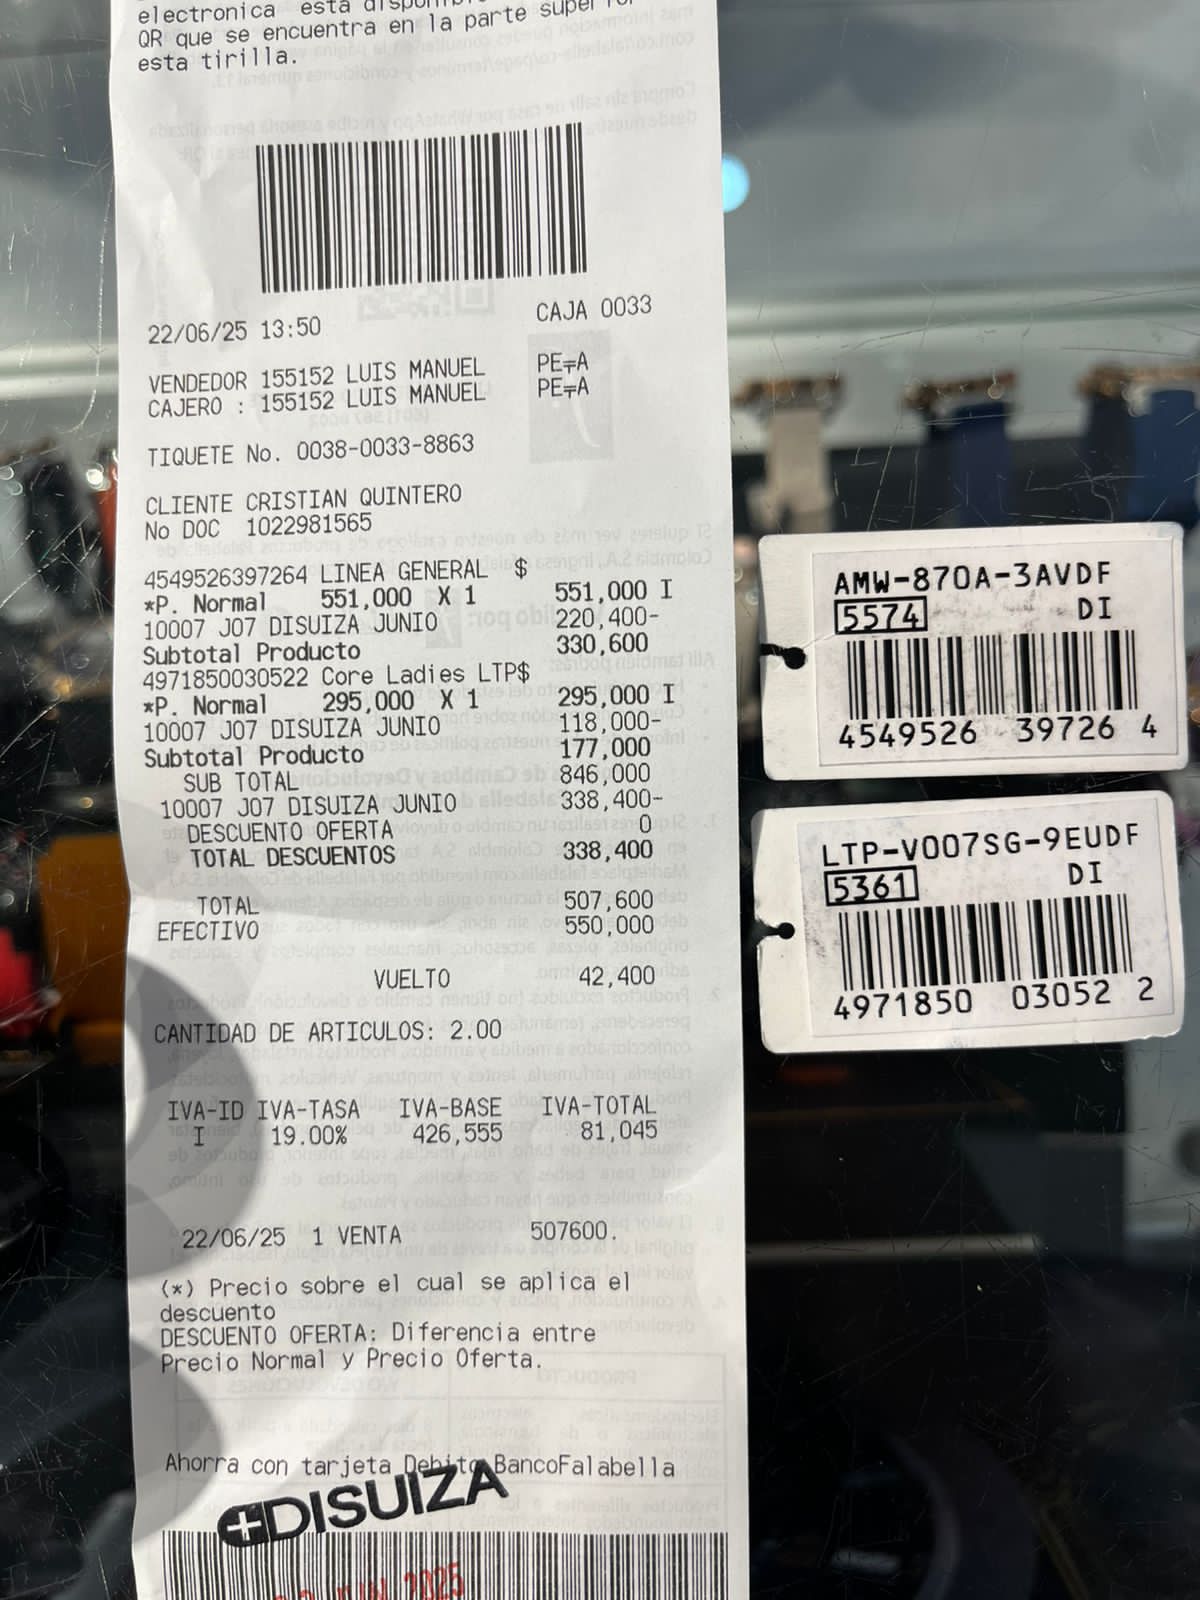 electronica esta
QR que se encuentra en la parte superior
esta tirilla.
22/06/25 13:50 CAJA 0033
VENDEDOR 155152 LUIS MANUEL PE╤A
CAJERO : 155152 LUIS MANUEL PE╤A
TIQUETE No. 0038-0033-8863
CLIENTE CRISTIAN QUINTERO
No DOC 1022981565
4549526397264 LINEA GENERAL $
*P. Normal 551,000 X 1 551,000 I
10007 J07 DISUIZA JUNIO 220,400-
Subtotal Producto 330,600
4971850030522 Core Ladies LTP$
*P. Normal 295,000 X 1 295,000 I
10007 J07 DISUIZA JUNIO 118,000-
Subtotal Producto 177,000
SUB TOTAL 846,000
10007 J07 DISUIZA JUNIO 338,400-
DESCUENTO OFERTA 0
TOTAL DESCUENTOS 338,400
TOTAL 507,600
EFECTIVO 550,000
VUELTO 42,400
CANTIDAD DE ARTICULOS: 2.00
IVA-ID IVA-TASA IVA-BASE IVA-TOTAL
I 19.00% 426,555 81,045
22/06/25 1 VENTA 507600.
(*) Precio sobre el cual se aplica el
descuento
DESCUENTO OFERTA: Diferencia entre
Precio Normal y Precio Oferta.
Ahorra con tarjeta Debito BancoFalabella
DISUIZA
JUN 2025
AMW-870A-3AVDF
5574 DI
4549526 39726 4
LTP-V007SG-9EUDF
5361 DI
4971850 03052 2